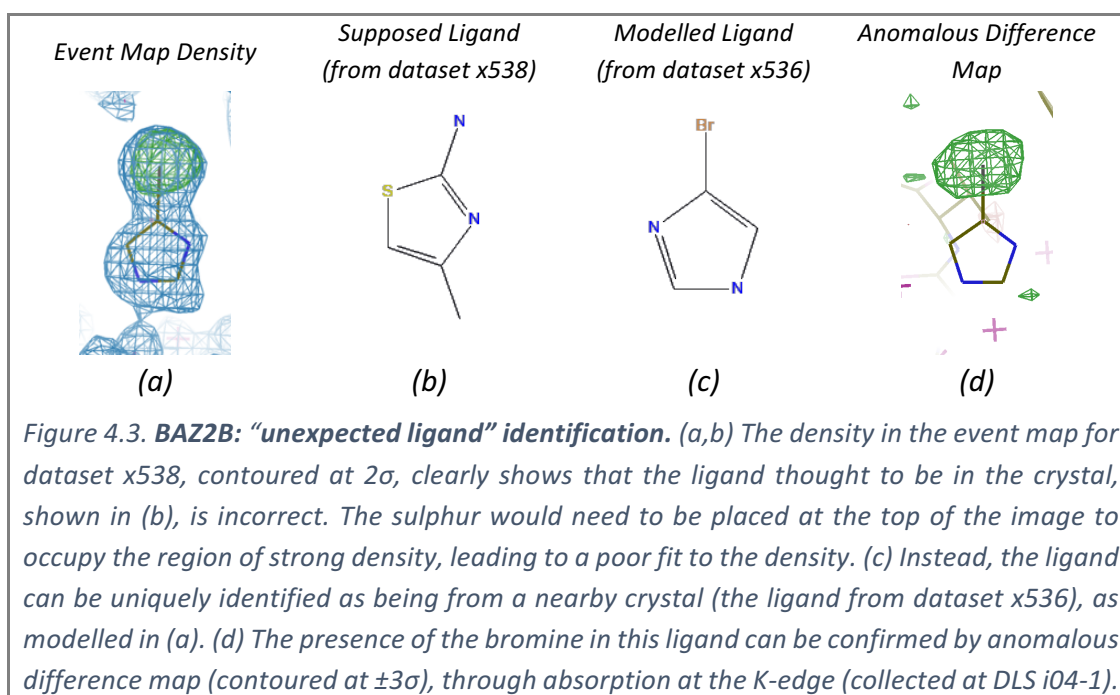 Event Map Density
Supposed Ligand
(from dataset x538)
Modelled Ligand
(from dataset x536)
Anomalous Difference
Map
N
S
N
Br
N
N
(a)
(b)
(c)
(d)
Figure 4.3. BAZ2B: “unexpected ligand” identification. (a,b) The density in the event map for
dataset x538, contoured at 2σ, clearly shows that the ligand thought to be in the crystal,
shown in (b), is incorrect. The sulphur would need to be placed at the top of the image to
occupy the region of strong density, leading to a poor fit to the density. (c) Instead, the ligand
can be uniquely identified as being from a nearby crystal (the ligand from dataset x536), as
modelled in (a). (d) The presence of the bromine in this ligand can be confirmed by anomalous
difference map (contoured at ±3σ), through absorption at the K-edge (collected at DLS i04-1)